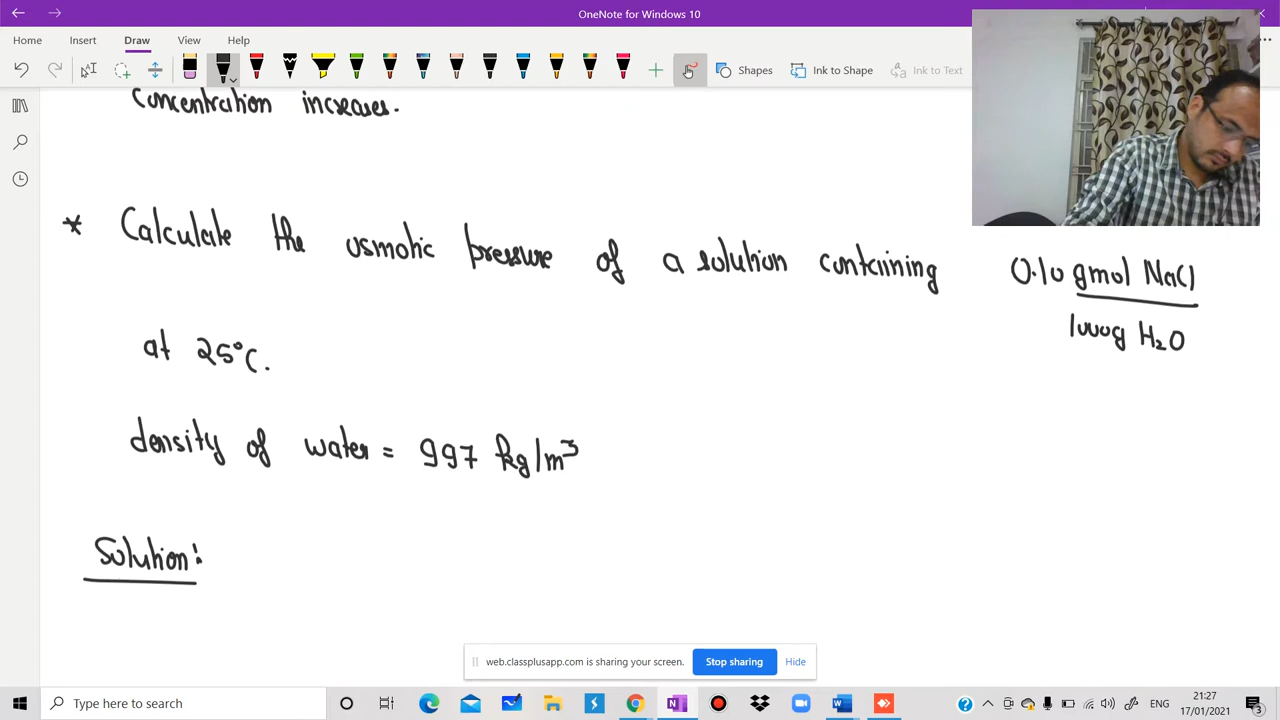 OneNote for Windows 10
Home Insert Draw View Help
Shapes Ink to Shape Ink to Text
Concentration increases.
* Calculate the osmotic pressure of a solution containing 0.10 gmol NaCl
1000g H₂O
at 25°C.
density of water = 997 kg/m³
Solution:
web.classplusapp.com is sharing your screen. Stop sharing Hide
Type here to search
ENG 21:27
17/01/2021 3